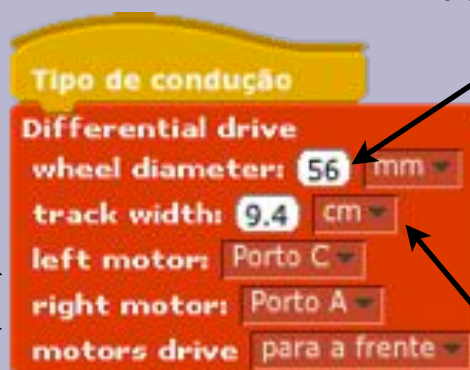 Tipo de condução
Differential drive
wheel diameter: 56 mm
track width: 9.4 cm
left motor: Porto C
right motor: Porto A
motors drive para a frente